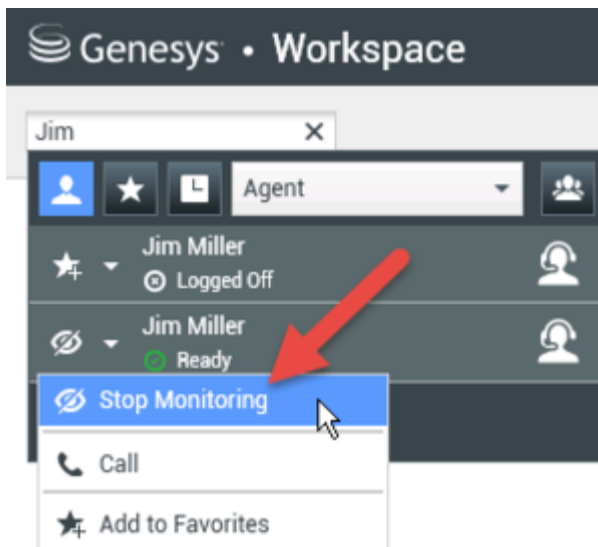 Genesys • Workspace
Jim
Agent
Jim Miller
Logged Off
Jim Miller
Ready
Stop Monitoring
Call
Add to Favorites